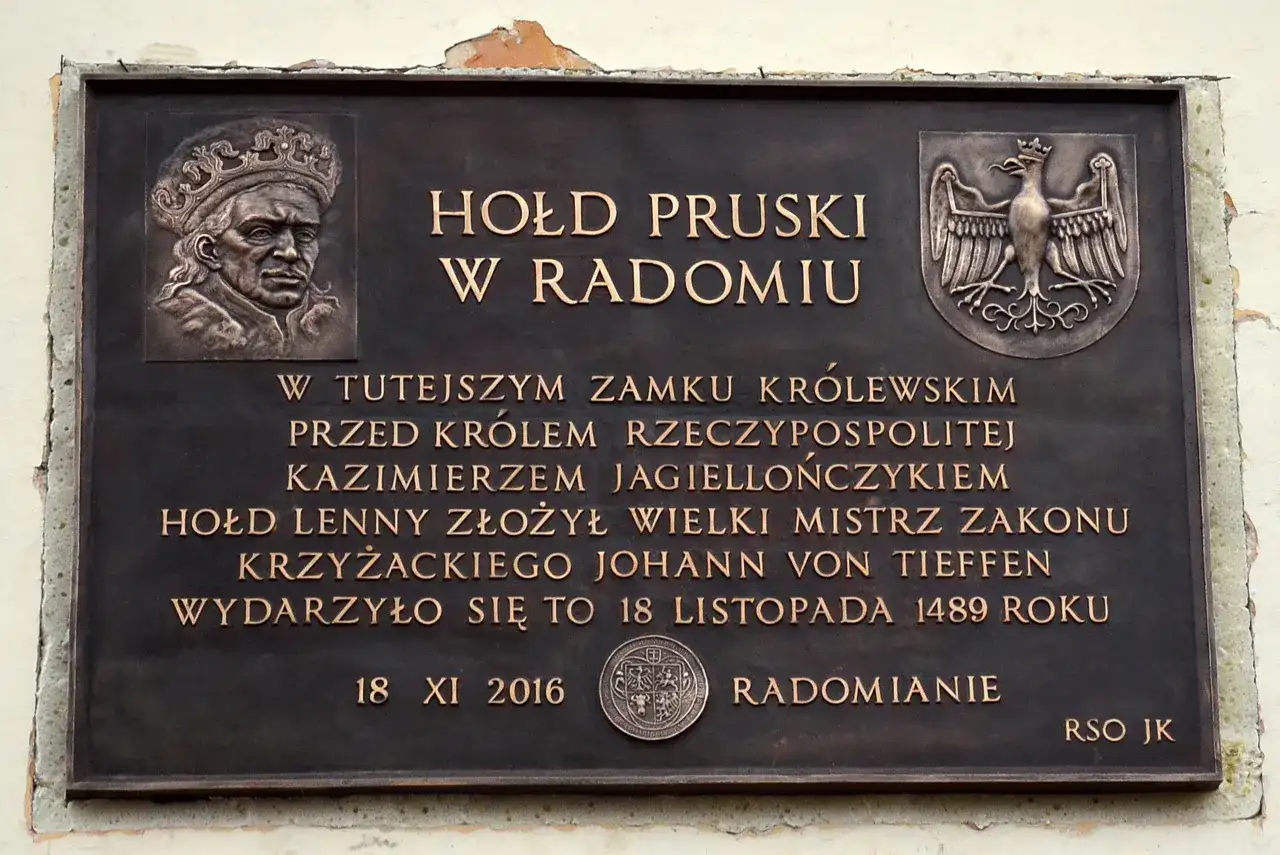 HOŁD PRUSKI
W RADOMIU
W TUTEJSZYM ZAMKU KRÓLEWSKIM
PRZED KRÓLEM RZECZYPOSPOLITEJ
KAZIMIERZEM JAGIELLOŃCZYKIEM
HOŁD LENNY ZŁOŻYŁ WIELKI MISTRZ ZAKONU
KRZYŻACKIEGO JOHANN VON TIEFFEN
WYDARZYŁO SIĘ TO 18 LISTOPADA 1489 ROKU
18 XI 2016 RADOMIANIE
RSO JK